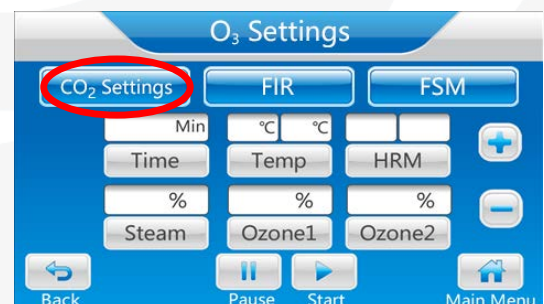 O₃ Settings
CO₂ Settings FIR FSM
Min ℃ ℃
Time Temp HRM
% % %
Steam Ozone1 Ozone2
Back Pause Start Main Menu